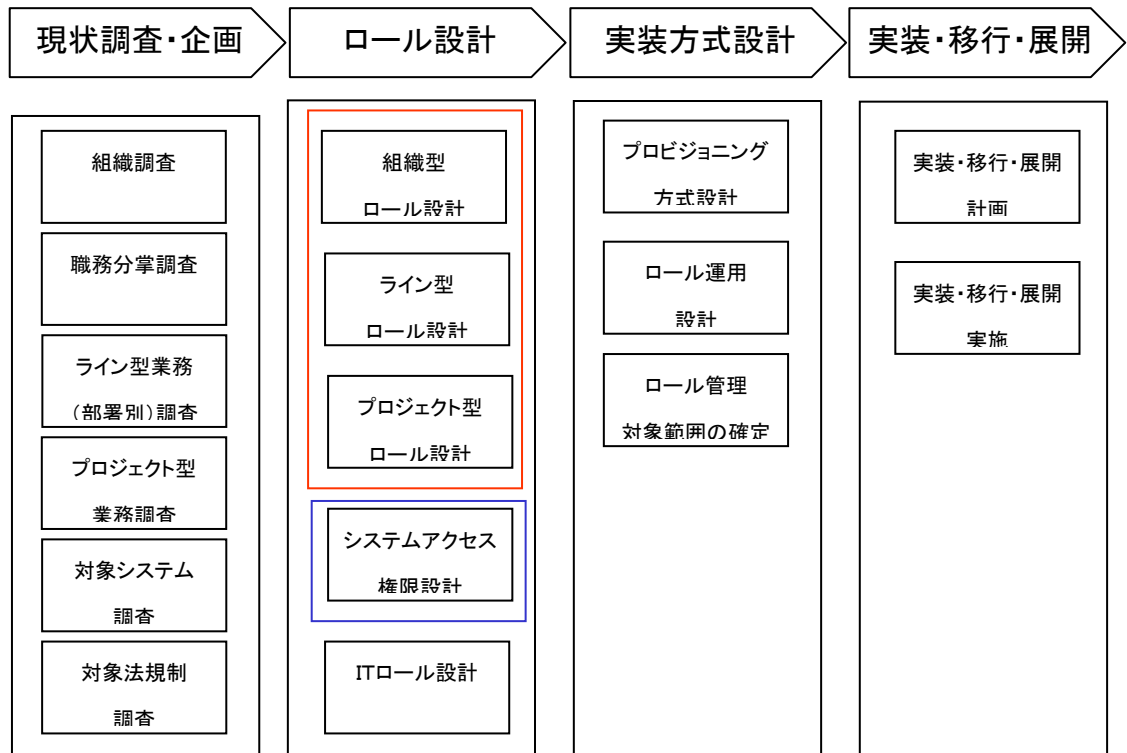 現状調査・企画
ロール設計
実装方式設計
実装・移行・展開
組織調査
職務分掌調査
ライン型業務
（部署別）調査
プロジェクト型
業務調査
対象システム
調査
対象法規制
調査
組織型
ロール設計
ライン型
ロール設計
プロジェクト型
ロール設計
システムアクセス
権限設計
ITロール設計
プロビジョニング
方式設計
ロール運用
設計
ロール管理
対象範囲の確定
実装・移行・展開
計画
実装・移行・展開
実施